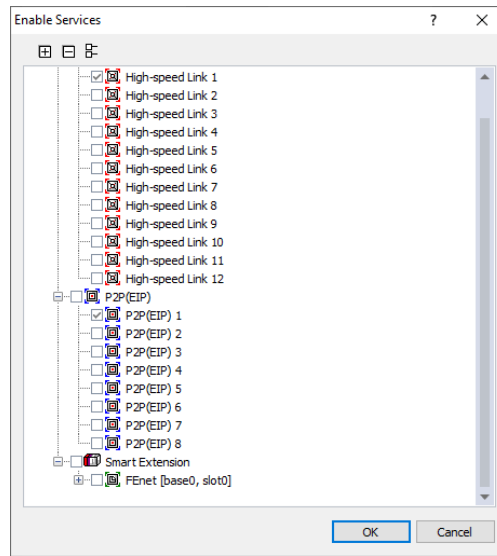 Enable Services
High-speed Link 1
High-speed Link 2
High-speed Link 3
High-speed Link 4
High-speed Link 5
High-speed Link 6
High-speed Link 7
High-speed Link 8
High-speed Link 9
High-speed Link 10
High-speed Link 11
High-speed Link 12
P2P(EIP)
P2P(EIP) 1
P2P(EIP) 2
P2P(EIP) 3
P2P(EIP) 4
P2P(EIP) 5
P2P(EIP) 6
P2P(EIP) 7
P2P(EIP) 8
Smart Extension
FEnet [base0, slot0]
OK Cancel